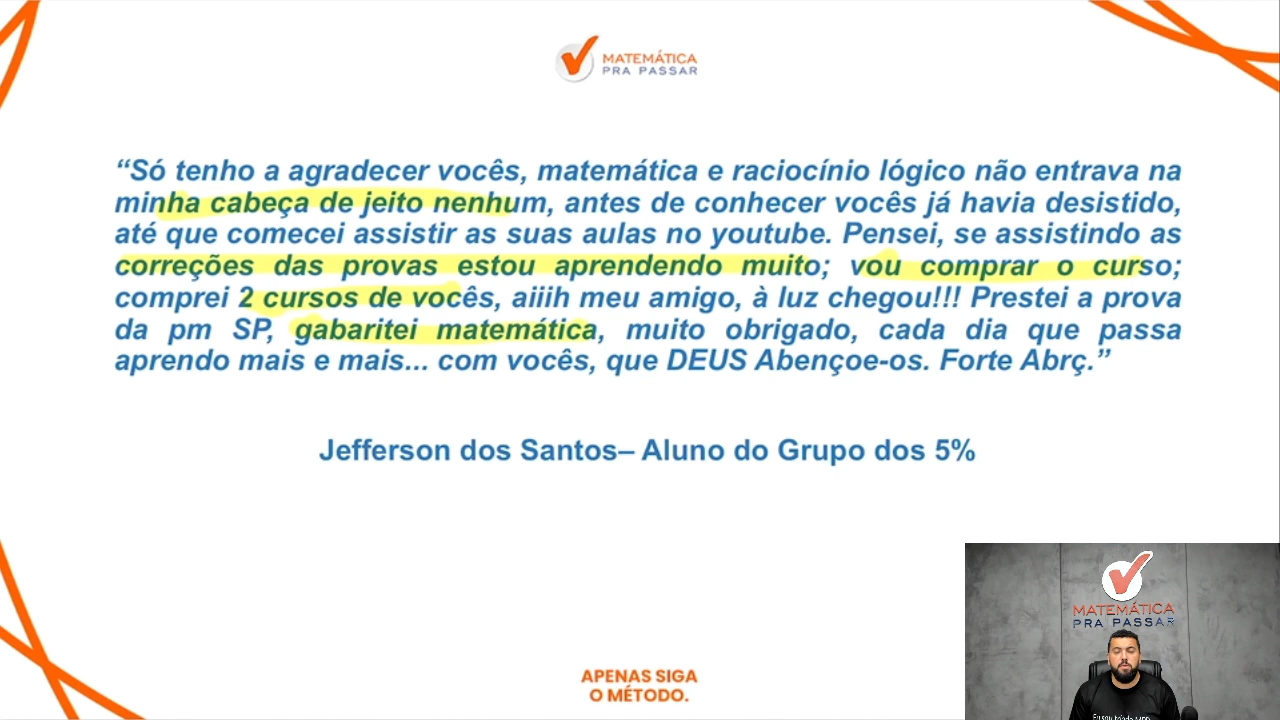 MATEMÁTICA
PRA PASSAR
“Só tenho a agradecer vocês, matemática e raciocínio lógico não entrava na
minha cabeça de jeito nenhum, antes de conhecer vocês já havia desistido,
até que comecei assistir as suas aulas no youtube. Pensei, se assistindo as
correções das provas estou aprendendo muito; vou comprar o curso;
comprei 2 cursos de vocês, aiiih meu amigo, à luz chegou!!! Prestei a prova
da pm SP, gabaritei matemática, muito obrigado, cada dia que passa
aprendo mais e mais... com vocês, que DEUS Abençoe-os. Forte Abrç.”
Jefferson dos Santos– Aluno do Grupo dos 5%
MATEMÁTICA
PRA PASSAR
APENAS SIGA
O MÉTODO.